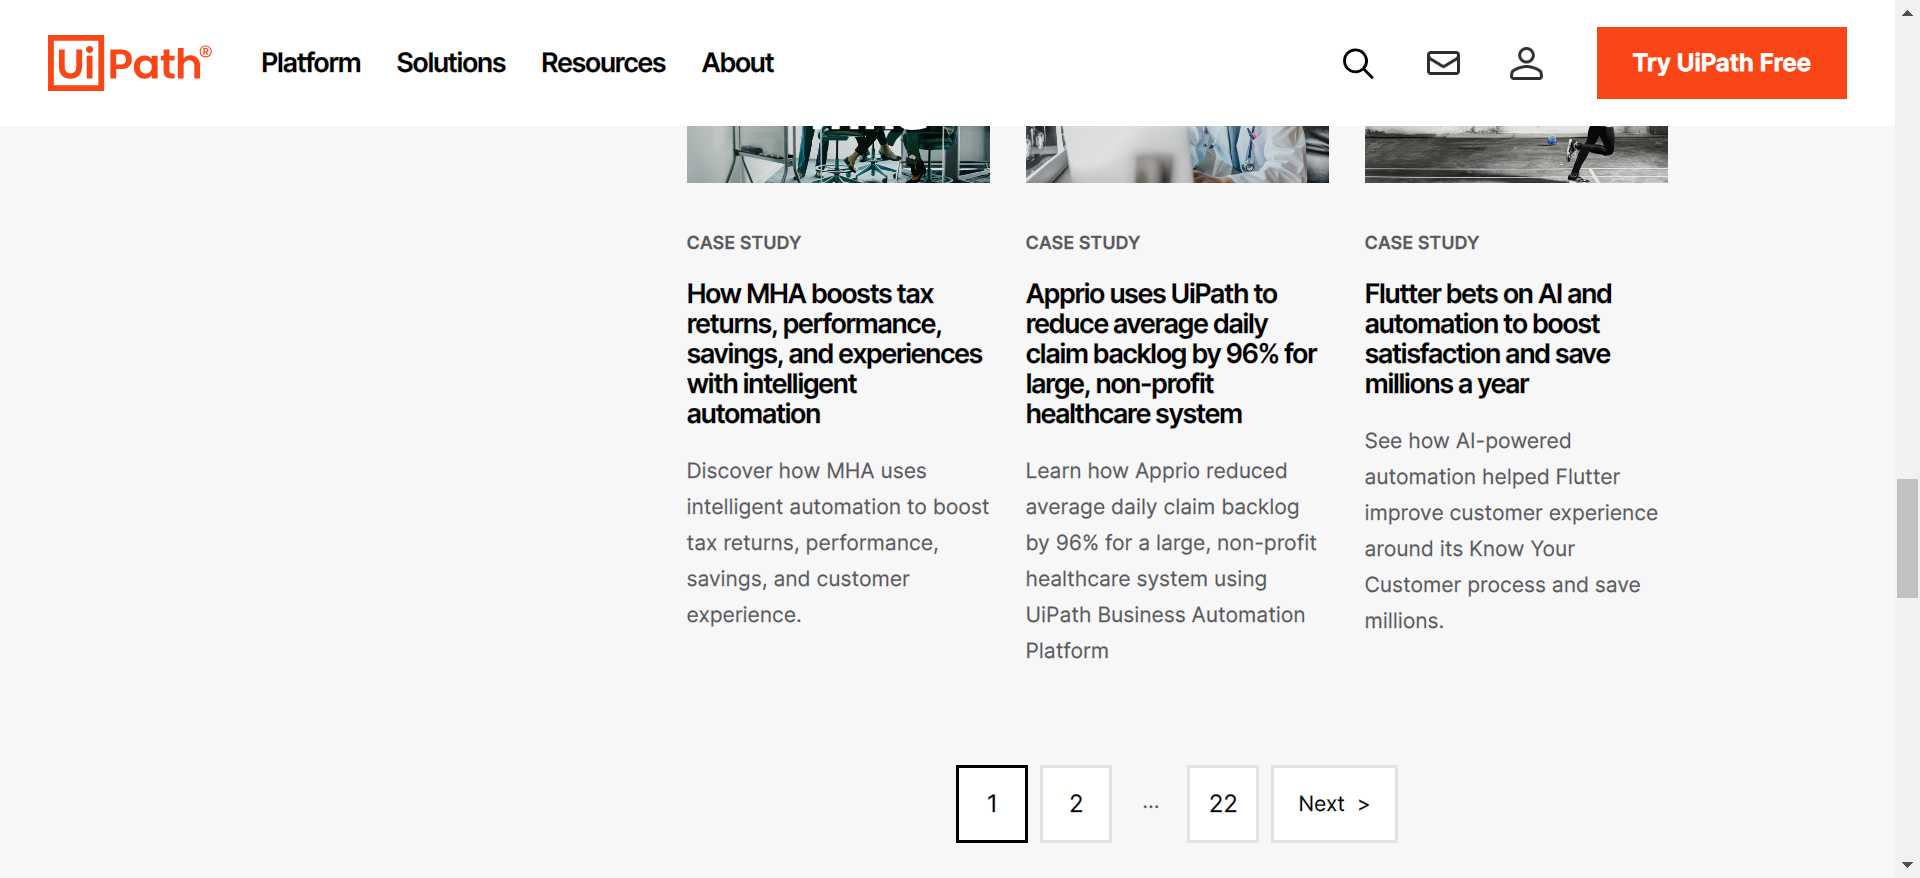 UiPath®
Platform
Solutions
Resources
About
Try UiPath Free
CASE STUDY
How MHA boosts tax
returns, performance,
savings, and experiences
with intelligent
automation
Discover how MHA uses
intelligent automation to boost
tax returns, performance,
savings, and customer
experience.
CASE STUDY
Apprio uses UiPath to
reduce average daily
claim backlog by 96% for
large, non-profit
healthcare system
Learn how Apprio reduced
average daily claim backlog
by 96% for a large, non-profit
healthcare system using
UiPath Business Automation
Platform
CASE STUDY
Flutter bets on AI and
automation to boost
satisfaction and save
millions a year
See how AI-powered
automation helped Flutter
improve customer experience
around its Know Your
Customer process and save
millions.
1
2
...
22
Next >